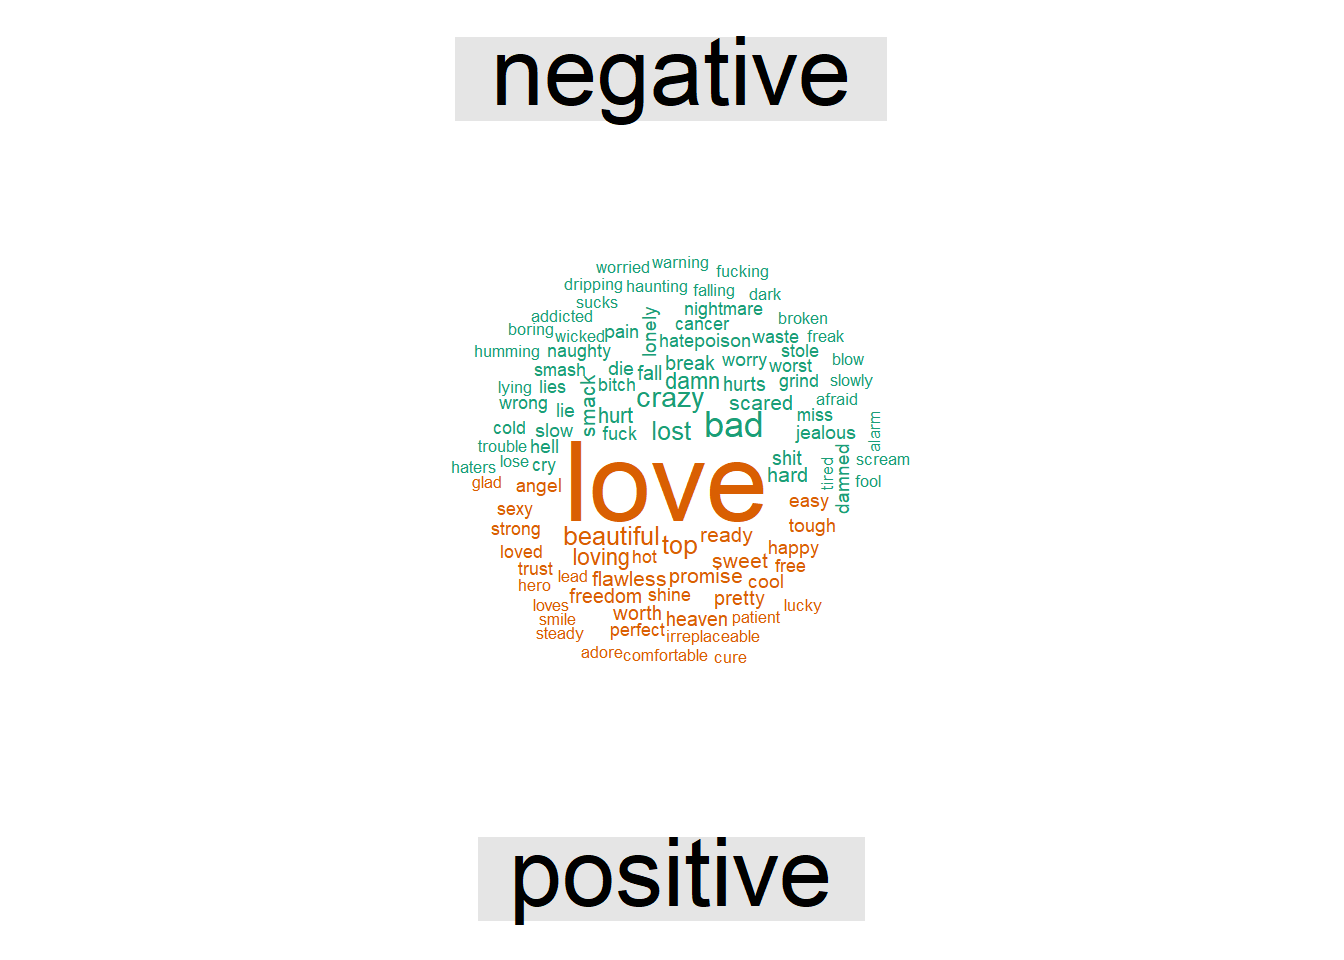 negative
worried warning fucking
dripping haunting falling dark
sucks nightmare
addicted lonely cancer broken
boring wicked pain hate poison waste freak
humming naughty break worry stole blow
smash die fall worst
lying lies smack bitch damn hurts grind slowly
wrong lie crazy scared afraid
hurt bad miss alarm
cold slow fuck lost jealous
trouble hell shit damned scream
haters lose cry hard tired fool
glad angel love easy
sexy
strong beautiful ready tough
loved loving hot top happy
trust sweet free
hero lead flawless promise cool
loves freedom shine pretty lucky
smile worth heaven patient
steady perfect irreplaceable
adore comfortable cure
positive